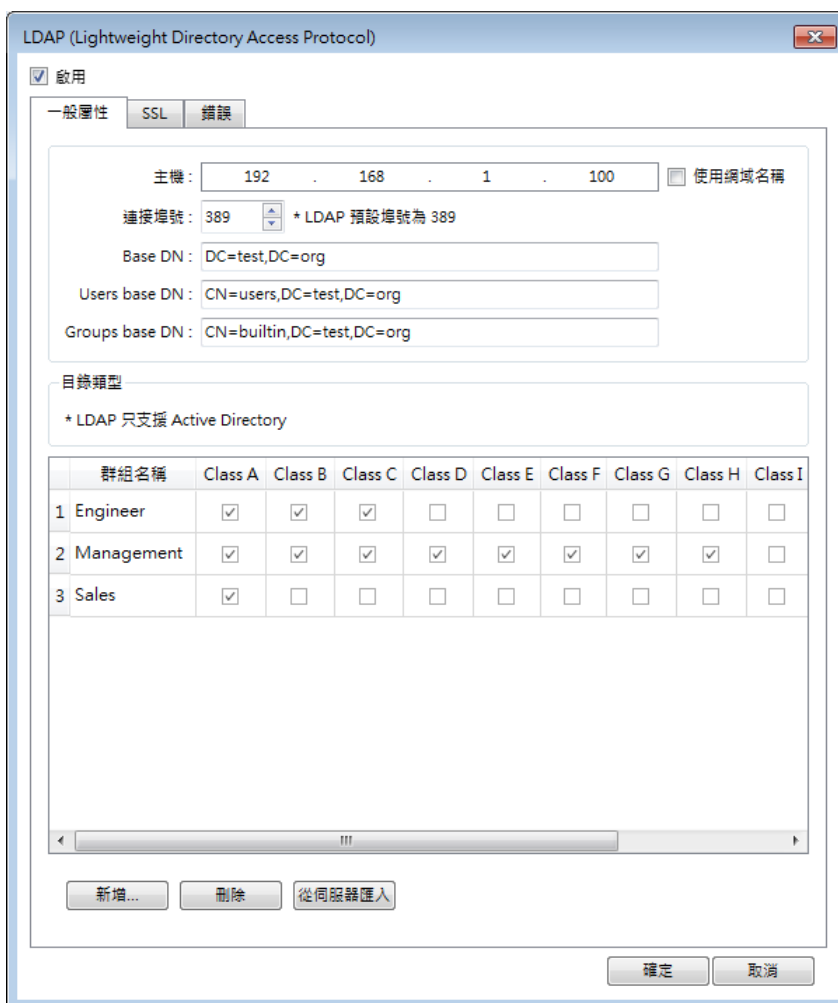 LDAP (Lightweight Directory Access Protocol)
啟用
一般屬性 SSL 錯誤
主機： 192 . 168 . 1 . 100 使用網域名稱
連接埠號： 389 * LDAP 預設埠號為 389
Base DN： DC=test,DC=org
Users base DN： CN=users,DC=test,DC=org
Groups base DN： CN=builtin,DC=test,DC=org
目錄類型
* LDAP 只支援 Active Directory
群組名稱 Class A Class B Class C Class D Class E Class F Class G Class H Class I
1 Engineer
2 Management
3 Sales
新增... 刪除 從伺服器匯入
確定 取消